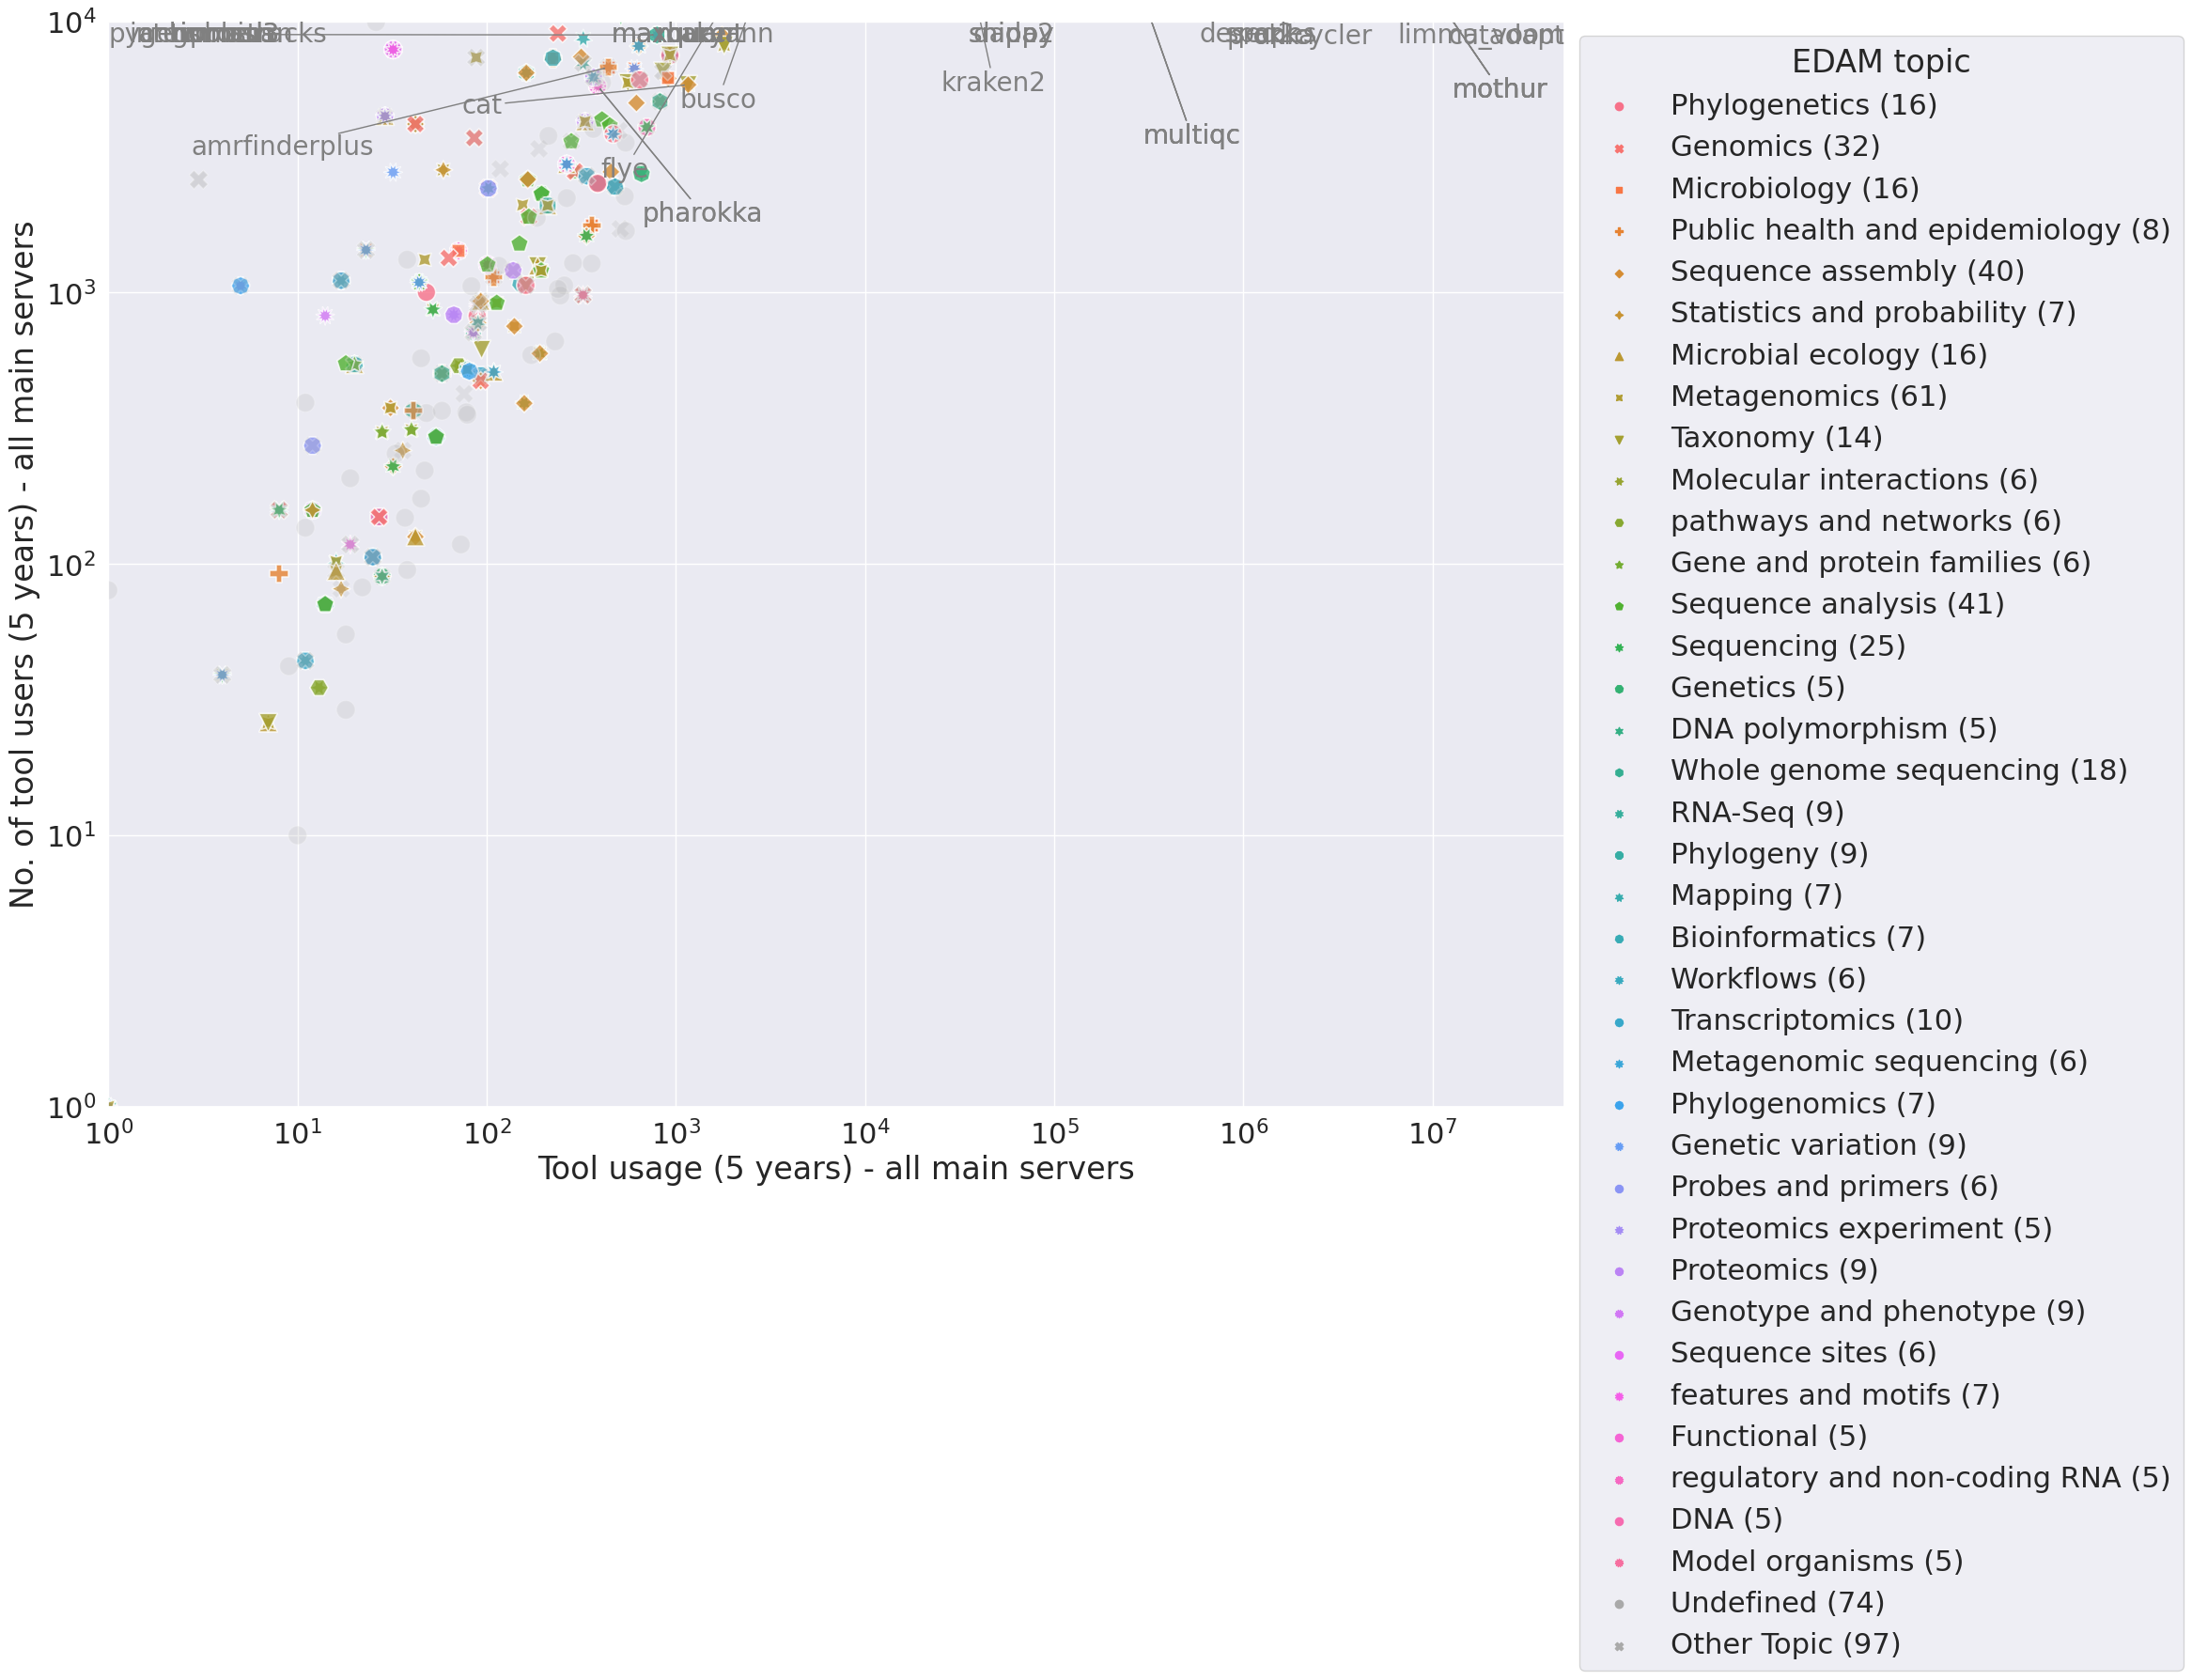 10⁴
10³
10²
10¹
10⁰
No. of tool users (5 years) - all main servers
kraken2
mothur
busco
cat
multiqc
amrfinderplus
flye
pharokka
10⁰ 10¹ 10² 10³ 10⁴ 10⁵ 10⁶ 10⁷
Tool usage (5 years) - all main servers
EDAM topic
Phylogenetics (16)
Genomics (32)
Microbiology (16)
Public health and epidemiology (8)
Sequence assembly (40)
Statistics and probability (7)
Microbial ecology (16)
Metagenomics (61)
Taxonomy (14)
Molecular interactions (6)
pathways and networks (6)
Gene and protein families (6)
Sequence analysis (41)
Sequencing (25)
Genetics (5)
DNA polymorphism (5)
Whole genome sequencing (18)
RNA-Seq (9)
Phylogeny (9)
Mapping (7)
Bioinformatics (7)
Workflows (6)
Transcriptomics (10)
Metagenomic sequencing (6)
Phylogenomics (7)
Genetic variation (9)
Probes and primers (6)
Proteomics experiment (5)
Proteomics (9)
Genotype and phenotype (9)
Sequence sites (6)
features and motifs (7)
Functional (5)
regulatory and non-coding RNA (5)
DNA (5)
Model organisms (5)
Undefined (74)
Other Topic (97)